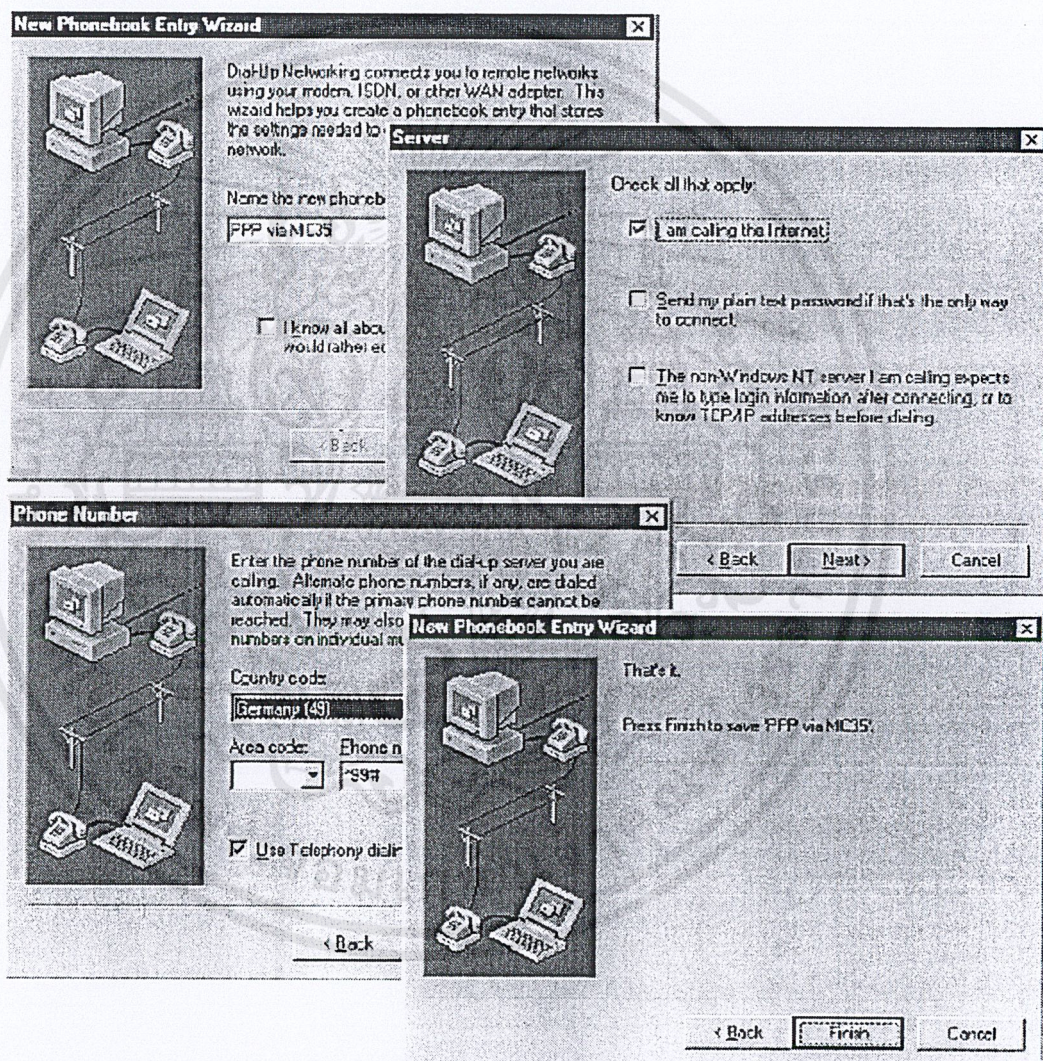 New Phonebook Entry Wizard
Dial-Up Networking connects you to remote networks
using your modem, ISDN, or other WAN adapter. This
wizard helps you create a phonebook entry that stores
the settings needed to
network.
Name the new phoneb
PPP via MC35
I know all abou
would rather ed
< Back
Server
Check all that apply:
I am calling the Internet.
Send my plain text password if that's the only way
to connect.
The non-Windows NT server I am calling expects
me to type login information after connecting, or to
know TCP/IP addresses before dialing.
< Back Next > Cancel
Phone Number
Enter the phone number of the dial-up server you are
calling. Alternate phone numbers, if any, are dialed
automatically if the primary phone number cannot be
reached. They may also
numbers on individual mu
Country code:
Germany (49)
Area code: Phone n
*99#
Use Telephony dialin
< Back
New Phonebook Entry Wizard
That's it.
Press Finish to save 'PPP via MC35'.
< Back Finish Cancel